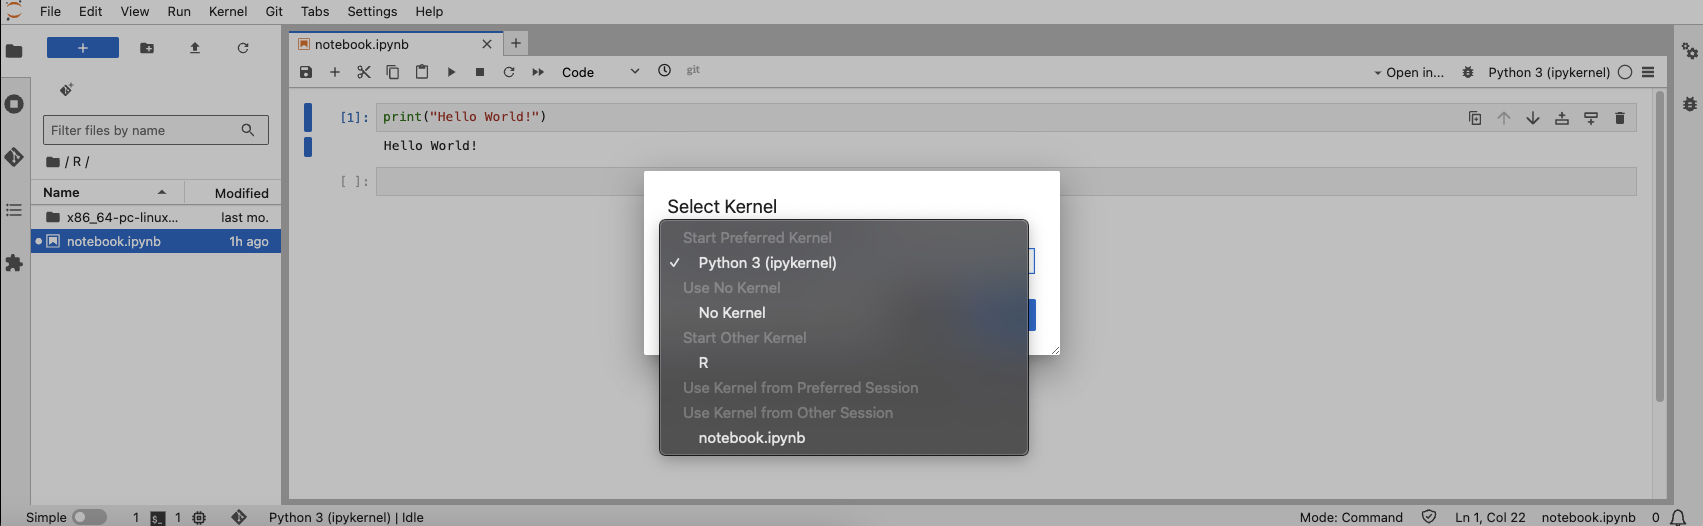 File Edit View Run Kernel Git Tabs Settings Help
notebook.ipynb
Code
git
Open in...
Python 3 (ipykernel)
Filter files by name
/ R /
Name Modified
x86_64-pc-linux... last mo.
notebook.ipynb 1h ago
[1]: print("Hello World!")
Hello World!
[ ]:
Select Kernel
Start Preferred Kernel
✓ Python 3 (ipykernel)
Use No Kernel
No Kernel
Start Other Kernel
R
Use Kernel from Preferred Session
Use Kernel from Other Session
notebook.ipynb
Simple 1 $_ 1 Python 3 (ipykernel) | Idle Mode: Command Ln 1, Col 22 notebook.ipynb 0